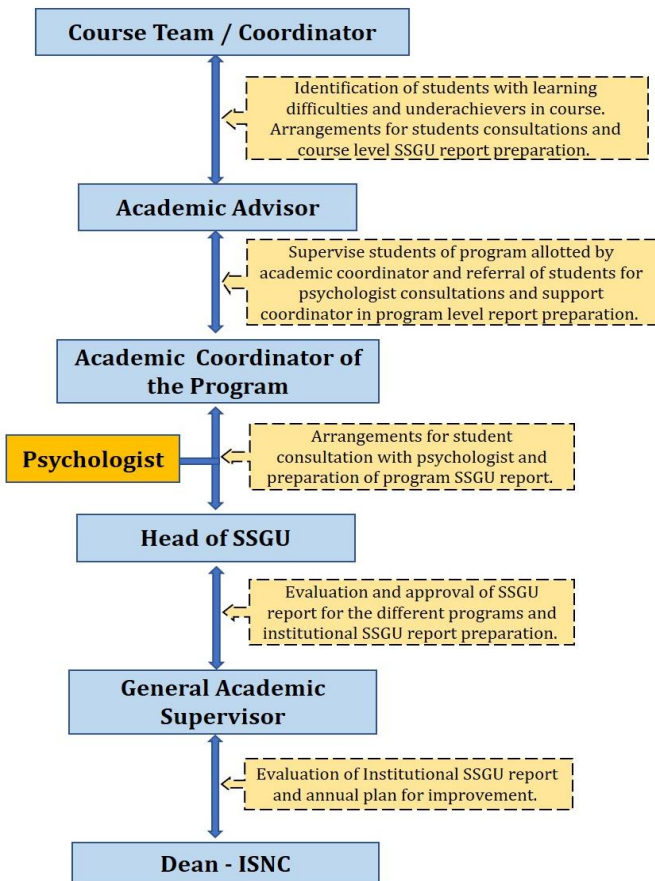 Course Team / Coordinator
Identification of students with learning
difficulties and underachievers in course.
Arrangements for students consultations and
course level SSGU report preparation.
Academic Advisor
Supervise students of program allotted by
academic coordinator and referral of students for
psychologist consultations and support
coordinator in program level report preparation.
Academic Coordinator of
the Program
Psychologist
Arrangements for student
consultation with psychologist and
preparation of program SSGU report.
Head of SSGU
Evaluation and approval of SSGU
report for the different programs and
institutional SSGU report preparation.
General Academic
Supervisor
Evaluation of Institutional SSGU report
and annual plan for improvement.
Dean - ISNC